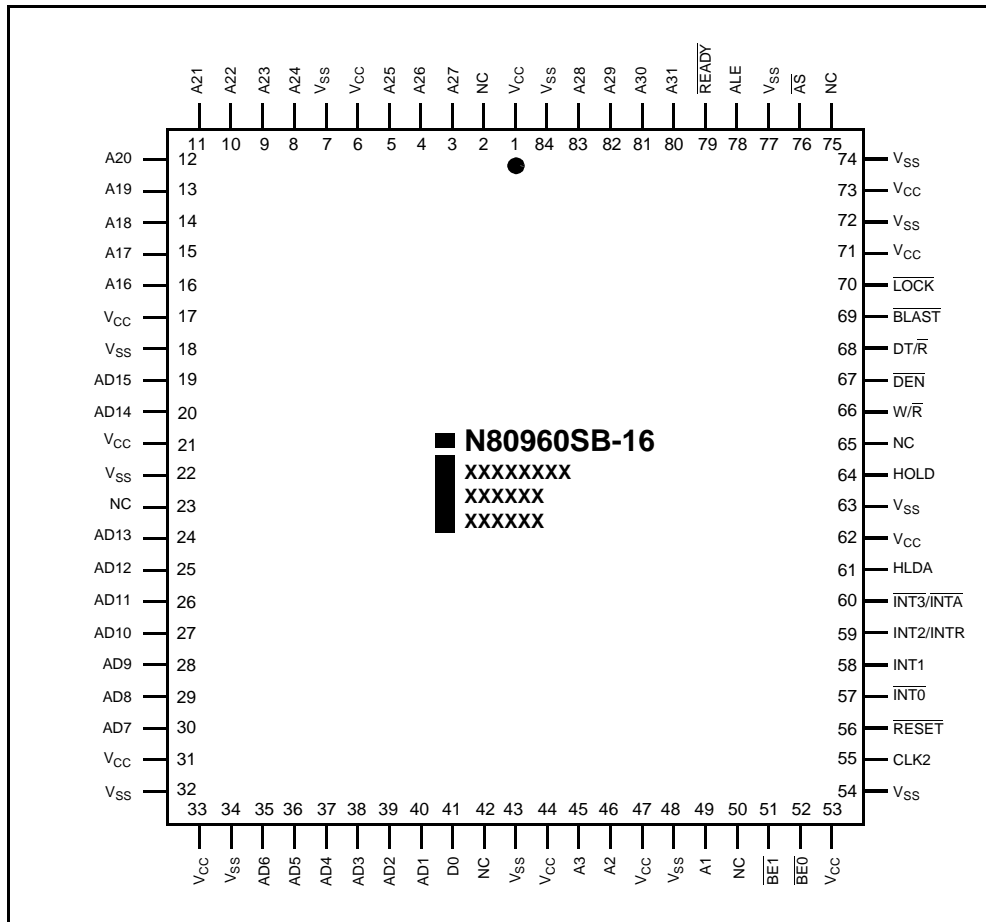 A21 A22 A23 A24 VSS VCC A25 A26 A27 NC VCC VSS A28 A29 A30 A31 READY ALE VSS AS NC
11 10 9 8 7 6 5 4 3 2 1 84 83 82 81 80 79 78 77 76 75
A20 12 74 VSS
A19 13 73 VCC
A18 14 72 VSS
A17 15 71 VCC
A16 16 70 LOCK
VCC 17 69 BLAST
VSS 18 68 DT/R
AD15 19 67 DEN
AD14 20 66 W/R
VCC 21 65 NC
VSS 22 64 HOLD
NC 23 63 VSS
AD13 24 62 VCC
AD12 25 61 HLDA
AD11 26 60 INT3/INTA
AD10 27 59 INT2/INTR
AD9 28 58 INT1
AD8 29 57 INT0
AD7 30 56 RESET
VCC 31 55 CLK2
VSS 32 54 VSS
N80960SB-16
XXXXXXXX
XXXXXX
XXXXXX
33 34 35 36 37 38 39 40 41 42 43 44 45 46 47 48 49 50 51 52 53
VCC VSS AD6 AD5 AD4 AD3 AD2 AD1 D0 NC VSS VCC A3 A2 VCC VSS A1 NC BE1 BE0 VCC